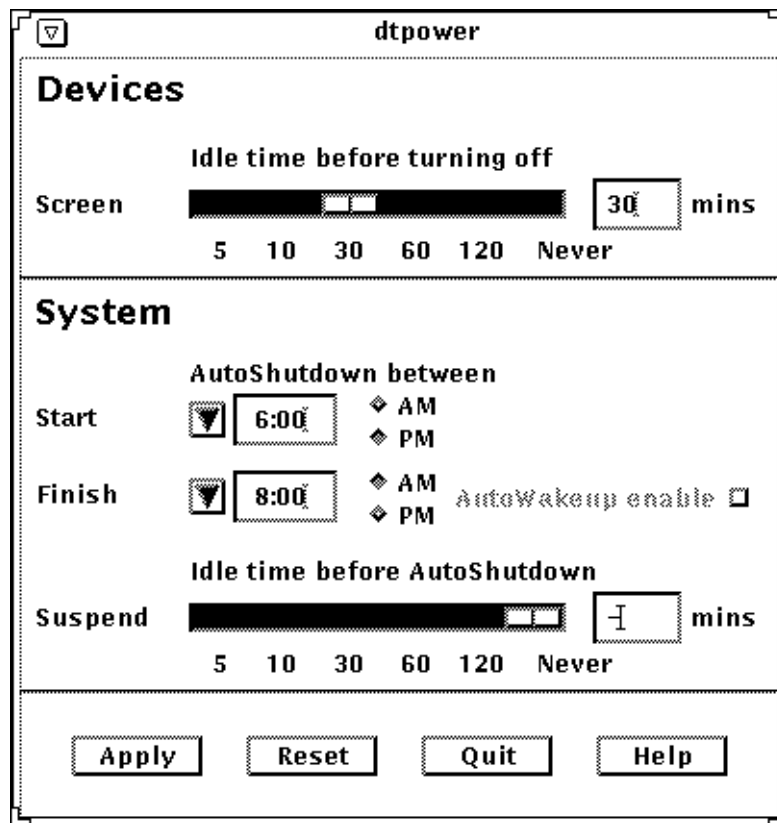 dtpower
Devices
Idle time before turning off
Screen 30 mins
5 10 30 60 120 Never
System
AutoShutdown between
Start 6:00 AM
PM
Finish 8:00 AM
PM AutoWakeup enable
Idle time before AutoShutdown
Suspend - mins
5 10 30 60 120 Never
Apply Reset Quit Help